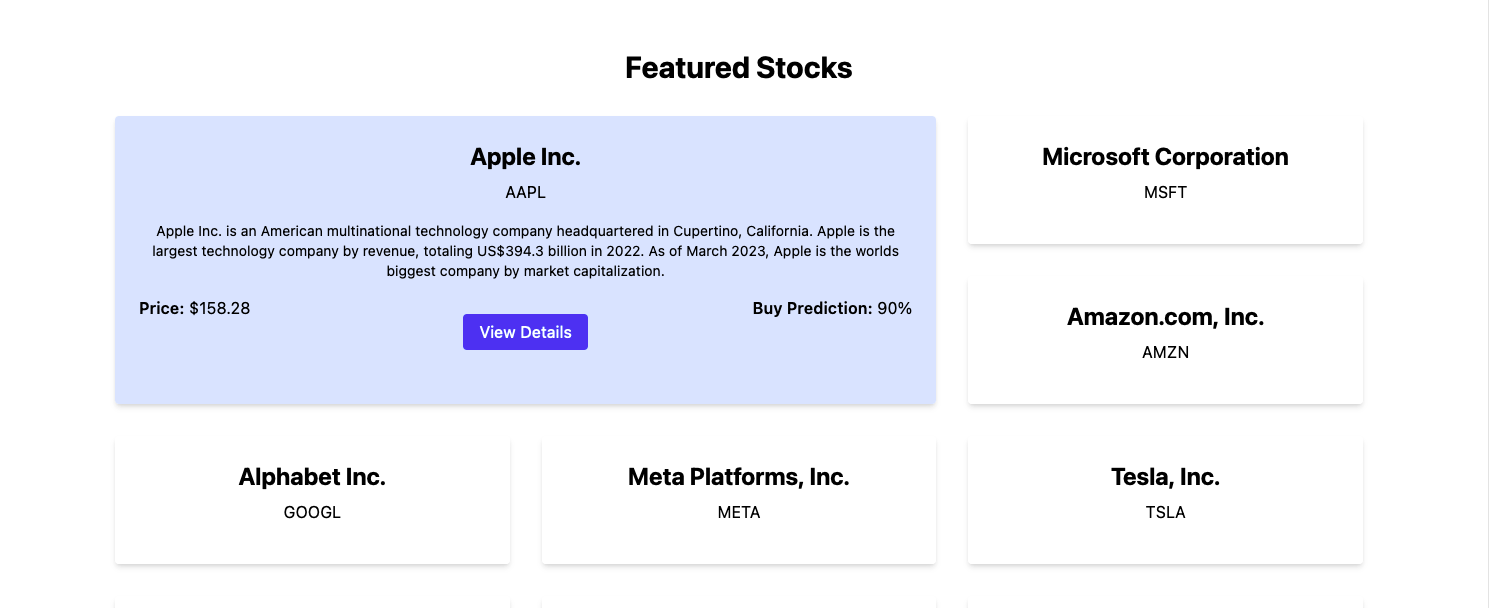 Featured Stocks
Apple Inc.
AAPL
Apple Inc. is an American multinational technology company headquartered in Cupertino, California. Apple is the
largest technology company by revenue, totaling US$394.3 billion in 2022. As of March 2023, Apple is the worlds
biggest company by market capitalization.
Price: $158.28
Buy Prediction: 90%
View Details
Microsoft Corporation
MSFT
Amazon.com, Inc.
AMZN
Alphabet Inc.
GOOGL
Meta Platforms, Inc.
META
Tesla, Inc.
TSLA